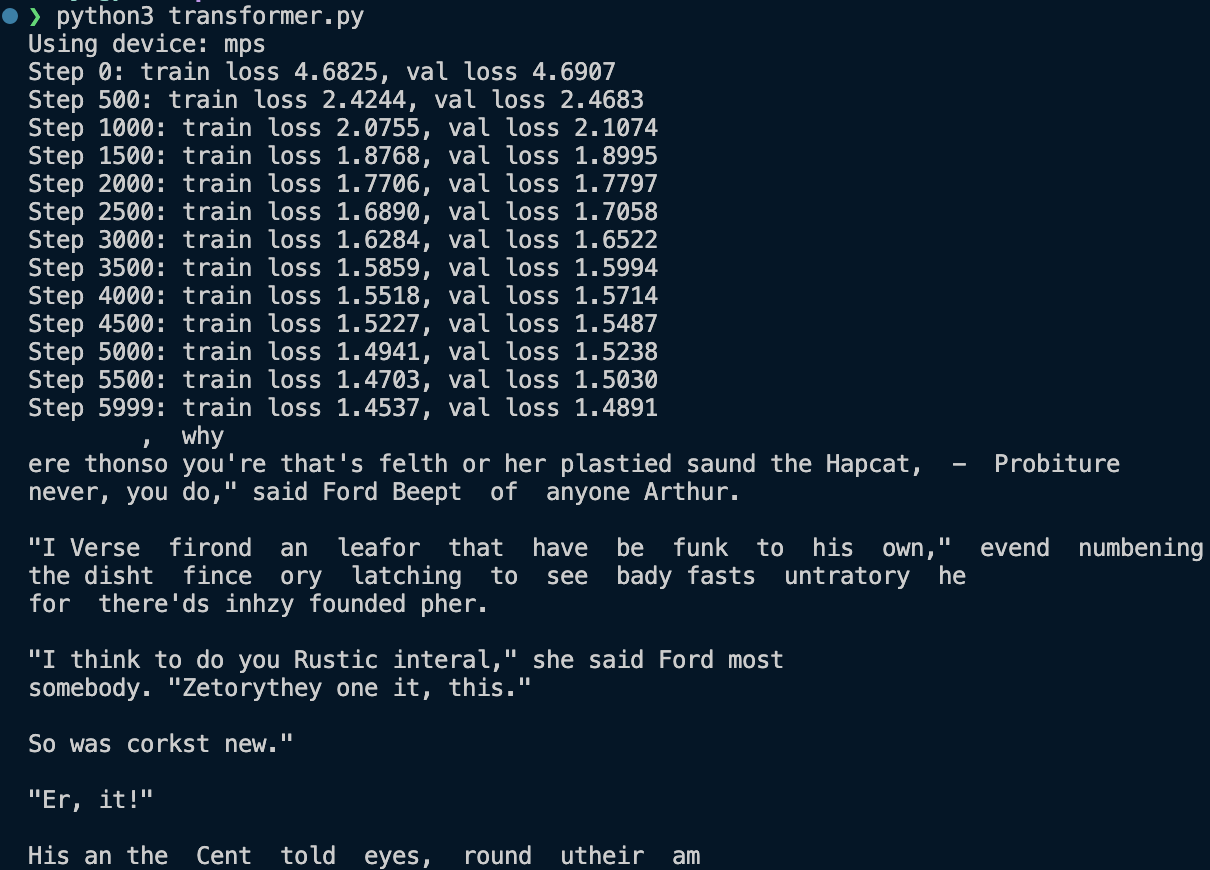 ❯ python3 transformer.py
Using device: mps
Step 0: train loss 4.6825, val loss 4.6907
Step 500: train loss 2.4244, val loss 2.4683
Step 1000: train loss 2.0755, val loss 2.1074
Step 1500: train loss 1.8768, val loss 1.8995
Step 2000: train loss 1.7706, val loss 1.7797
Step 2500: train loss 1.6890, val loss 1.7058
Step 3000: train loss 1.6284, val loss 1.6522
Step 3500: train loss 1.5859, val loss 1.5994
Step 4000: train loss 1.5518, val loss 1.5714
Step 4500: train loss 1.5227, val loss 1.5487
Step 5000: train loss 1.4941, val loss 1.5238
Step 5500: train loss 1.4703, val loss 1.5030
Step 5999: train loss 1.4537, val loss 1.4891
        ,  why
ere thonso you're that's felth or her plastied saund the Hapcat,  –  Probiture
never, you do," said Ford Beept  of  anyone Arthur.

"I Verse  firond  an  leafor  that  have  be  funk  to  his  own,"  evend  numbening
the disht  fince  ory  latching  to  see  bady fasts  untratory  he
for  there'ds inhzy founded pher.

"I think to do you Rustic interal," she said Ford most
somebody. "Zetorythey one it, this."

So was corkst new."

"Er, it!"

His an the  Cent  told  eyes,  round  utheir  am